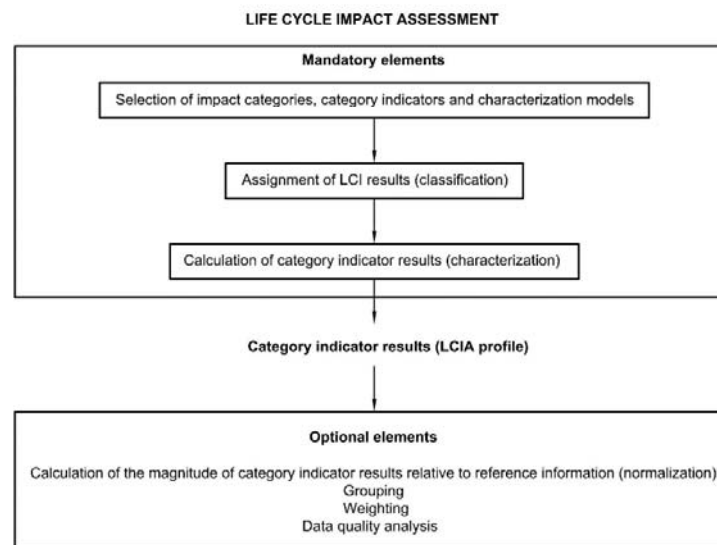 LIFE CYCLE IMPACT ASSESSMENT
Mandatory elements
Selection of impact categories, category indicators and characterization models
Assignment of LCI results (classification)
Calculation of category indicator results (characterization)
Category indicator results (LCIA profile)
Optional elements
Calculation of the magnitude of category indicator results relative to reference information (normalization)
Grouping
Weighting
Data quality analysis